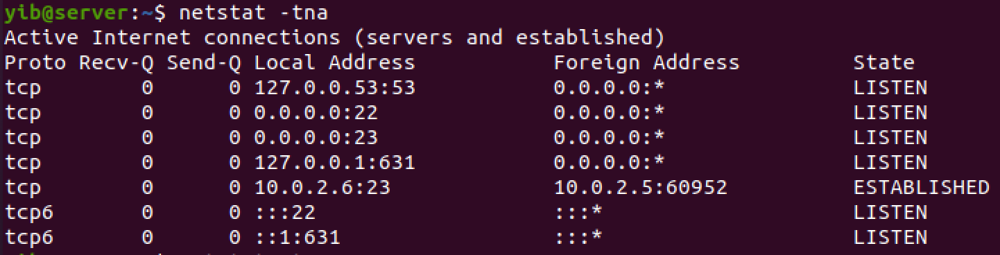 yib@server:~$ netstat -tna
Active Internet connections (servers and established)
Proto Recv-Q Send-Q Local Address           Foreign Address         State
tcp        0      0 127.0.0.53:53           0.0.0.0:*               LISTEN
tcp        0      0 0.0.0.0:22              0.0.0.0:*               LISTEN
tcp        0      0 0.0.0.0:23              0.0.0.0:*               LISTEN
tcp        0      0 127.0.0.1:631           0.0.0.0:*               LISTEN
tcp        0      0 10.0.2.6:23             10.0.2.5:60952          ESTABLISHED
tcp6       0      0 :::22                   :::*                    LISTEN
tcp6       0      0 ::1:631                 :::*                    LISTEN